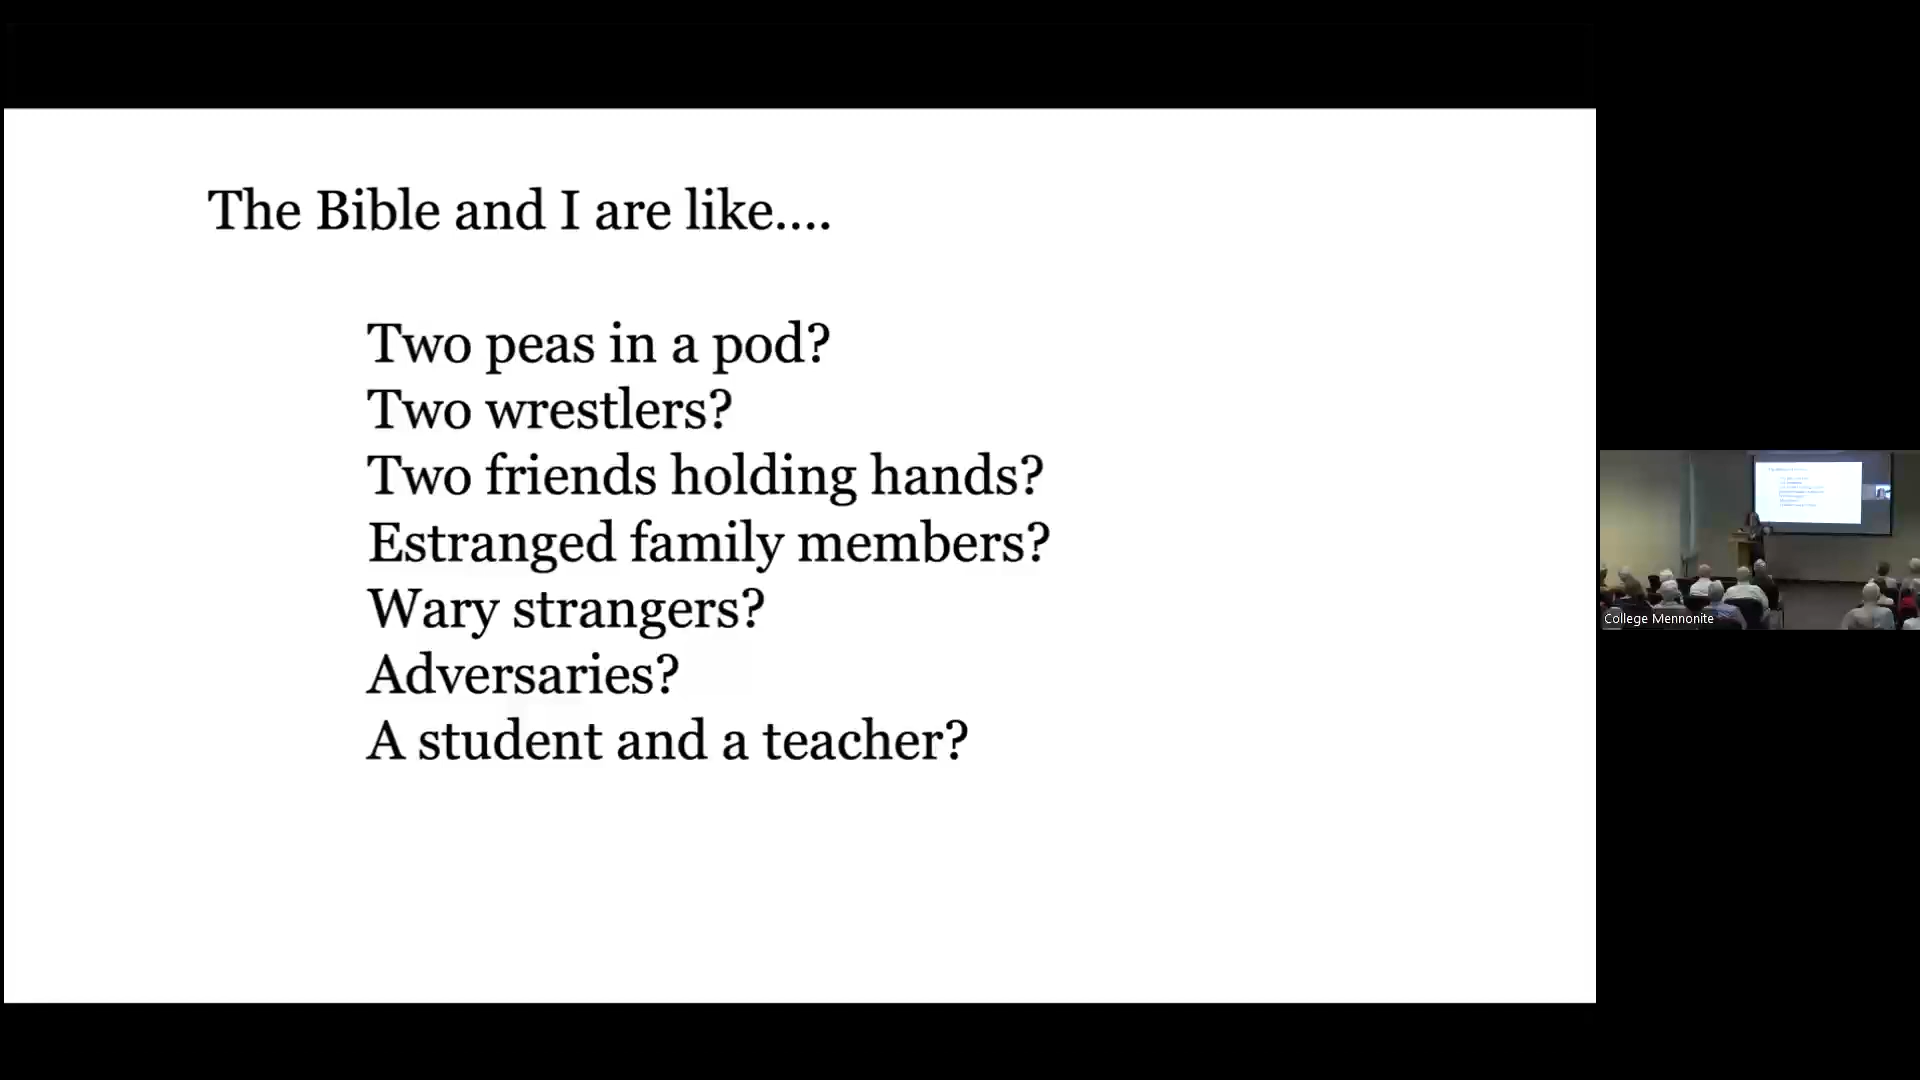 The Bible and I are like....
Two peas in a pod?
Two wrestlers?
Two friends holding hands?
Estranged family members?
Wary strangers?
Adversaries?
A student and a teacher?
College Mennonite